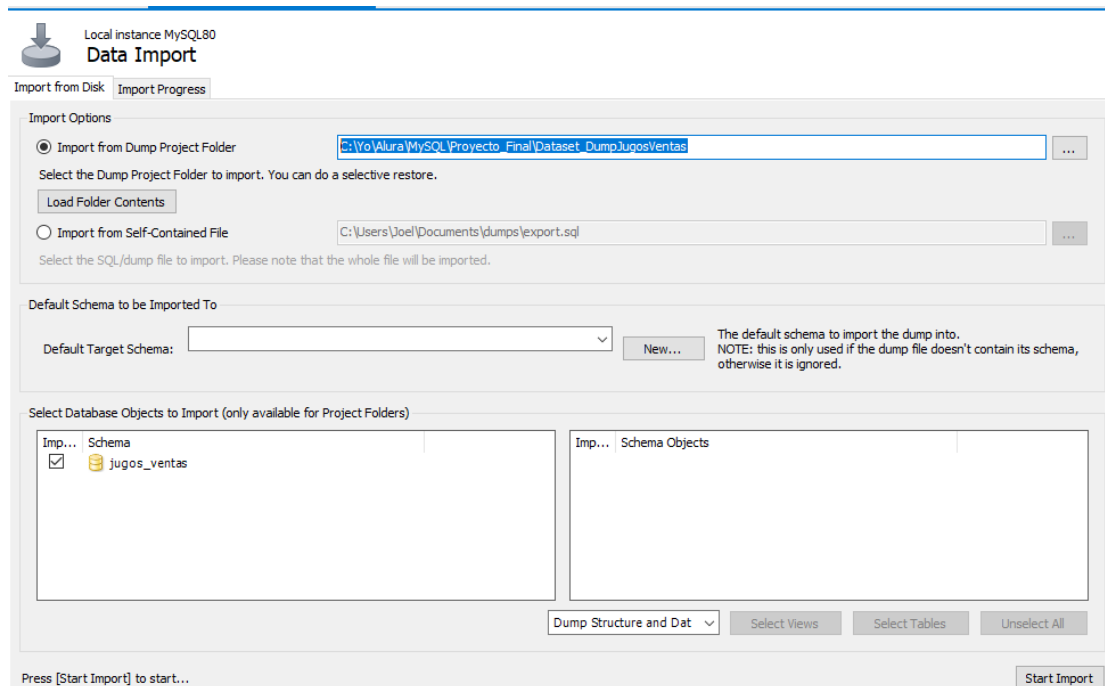 Local instance MySQL80
Data Import
Import from Disk
Import Progress
Import Options
Import from Dump Project Folder
C:\Yo\Alura\MySQL\Proyecto_Final\Dataset_DumpJugosVentas
...
Select the Dump Project Folder to import. You can do a selective restore.
Load Folder Contents
Import from Self-Contained File
C:\Users\Joel\Documents\dumps\export.sql
...
Select the SQL/dump file to import. Please note that the whole file will be imported.
Default Schema to be Imported To
Default Target Schema:
New...
The default schema to import the dump into.
NOTE: this is only used if the dump file doesn't contain its schema,
otherwise it is ignored.
Select Database Objects to Import (only available for Project Folders)
Imp... Schema
jugos_ventas
Imp... Schema Objects
Dump Structure and Dat
Select Views
Select Tables
Unselect All
Press [Start Import] to start...
Start Import